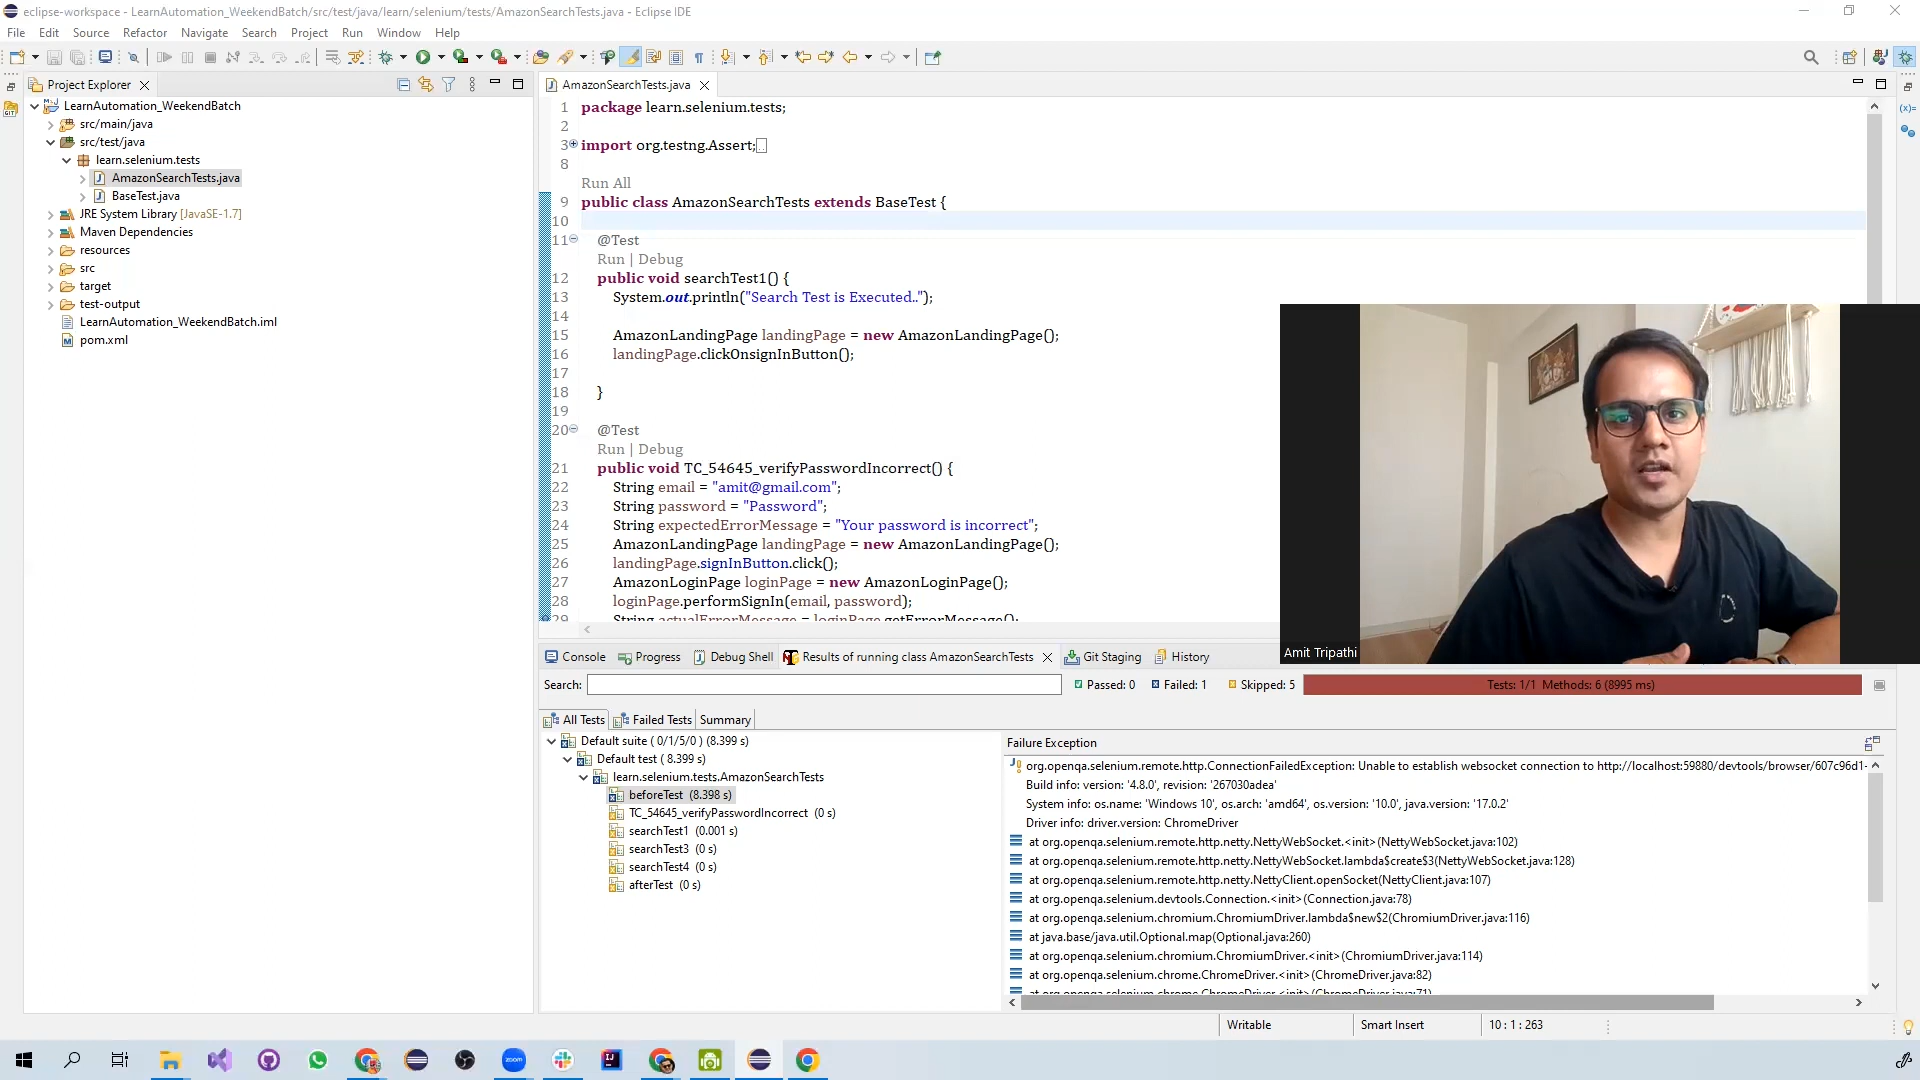 eclipse-workspace - LearnAutomation_WeekendBatch/src/test/java/learn/selenium/tests/AmazonSearchTests.java - Eclipse IDE
File Edit Source Refactor Navigate Search Project Run Window Help
Project Explorer
LearnAutomation_WeekendBatch
src/main/java
src/test/java
learn.selenium.tests
AmazonSearchTests.java
BaseTest.java
JRE System Library [JavaSE-1.7]
Maven Dependencies
resources
src
target
test-output
LearnAutomation_WeekendBatch.iml
pom.xml
AmazonSearchTests.java
1 package learn.selenium.tests;
2
3 import org.testng.Assert;
8
Run All
9 public class AmazonSearchTests extends BaseTest {
10
11 @Test
Run | Debug
12 public void searchTest1() {
13 System.out.println("Search Test is Executed..");
14
15 AmazonLandingPage landingPage = new AmazonLandingPage();
16 landingPage.clickOnsignInButton();
17
18 }
19
20 @Test
Run | Debug
21 public void TC_54645_verifyPasswordIncorrect() {
22 String email = "amit@gmail.com";
23 String password = "Password";
24 String expectedErrorMessage = "Your password is incorrect";
25 AmazonLandingPage landingPage = new AmazonLandingPage();
26 landingPage.signInButton.click();
27 AmazonLoginPage loginPage = new AmazonLoginPage();
28 loginPage.performSignIn(email, password);
29 String actualErrorMessage = loginPage.getErrorMessage();
Amit Tripathi
Console Progress Debug Shell Results of running class AmazonSearchTests Git Staging History
Search: Passed: 0 Failed: 1 Skipped: 5 Tests: 1/1 Methods: 6 (8995 ms)
All Tests Failed Tests Summary
Default suite ( 0/1/5/0 ) (8.399 s)
Default test ( 8.399 s)
learn.selenium.tests.AmazonSearchTests
beforeTest (8.398 s)
TC_54645_verifyPasswordIncorrect (0 s)
searchTest1 (0.001 s)
searchTest3 (0 s)
searchTest4 (0 s)
afterTest (0 s)
Failure Exception
org.openqa.selenium.remote.http.ConnectionFailedException: Unable to establish websocket connection to http://localhost:59880/devtools/browser/607c96d1-
Build info: version: '4.8.0', revision: '267030adea'
System info: os.name: 'Windows 10', os.arch: 'amd64', os.version: '10.0', java.version: '17.0.2'
Driver info: driver.version: ChromeDriver
at org.openqa.selenium.remote.http.netty.NettyWebSocket.<init>(NettyWebSocket.java:102)
at org.openqa.selenium.remote.http.netty.NettyWebSocket.lambda$create$3(NettyWebSocket.java:128)
at org.openqa.selenium.remote.http.netty.NettyClient.openSocket(NettyClient.java:107)
at org.openqa.selenium.devtools.Connection.<init>(Connection.java:78)
at org.openqa.selenium.chromium.ChromiumDriver.lambda$new$2(ChromiumDriver.java:116)
at java.base/java.util.Optional.map(Optional.java:260)
at org.openqa.selenium.chromium.ChromiumDriver.<init>(ChromiumDriver.java:114)
at org.openqa.selenium.chrome.ChromeDriver.<init>(ChromeDriver.java:82)
at org.openqa.selenium.chrome.ChromeDriver.<init>(ChromeDriver.java:71)
Writable Smart Insert 10 : 1 : 263
zoom